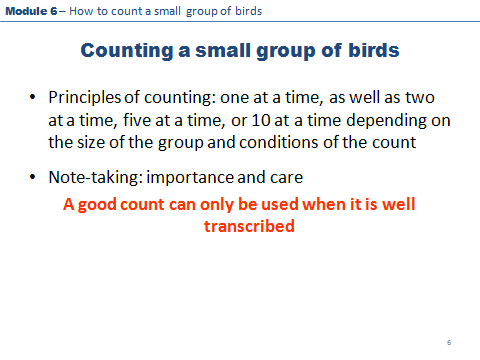 Module 6 – How to count a small group of birds
Counting a small group of birds
• Principles of counting: one at a time, as well as two
at a time, five at a time, or 10 at a time depending on
the size of the group and conditions of the count
• Note-taking: importance and care
A good count can only be used when it is well
transcribed
6